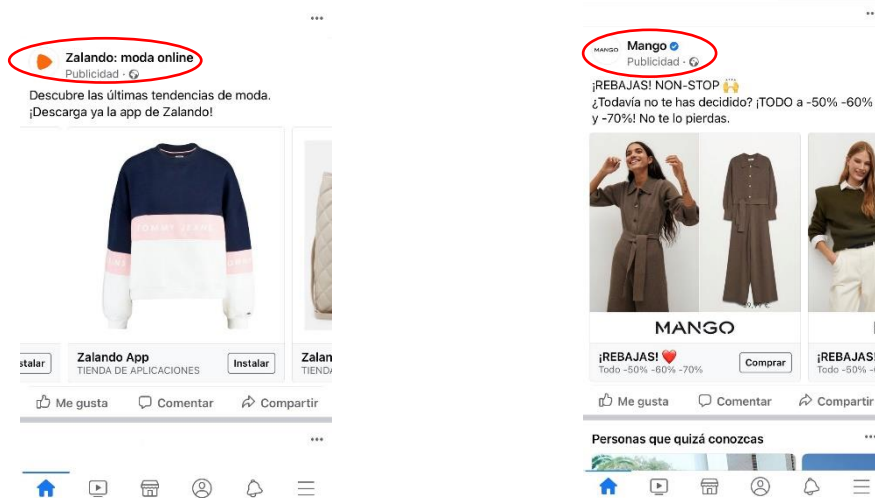 Zalando: moda online
Publicidad ·
Descubre las últimas tendencias de moda.
¡Descarga ya la app de Zalando!
TOMMY JEANS
stalar
Zalando App
TIENDA DE APLICACIONES
Instalar
Zalan
TIENDA
Me gusta
Comentar
Compartir
MANGO
Mango
Publicidad ·
¡REBAJAS! NON-STOP 🙌
¿Todavía no te has decidido? ¡TODO a -50% -60%
y -70%! No te lo pierdas.
MANGO
¡REBAJAS! ❤️
Todo -50% -60% -70%
Comprar
¡REBAJAS!
Todo -50%
Me gusta
Comentar
Compartir
Personas que quizá conozcas